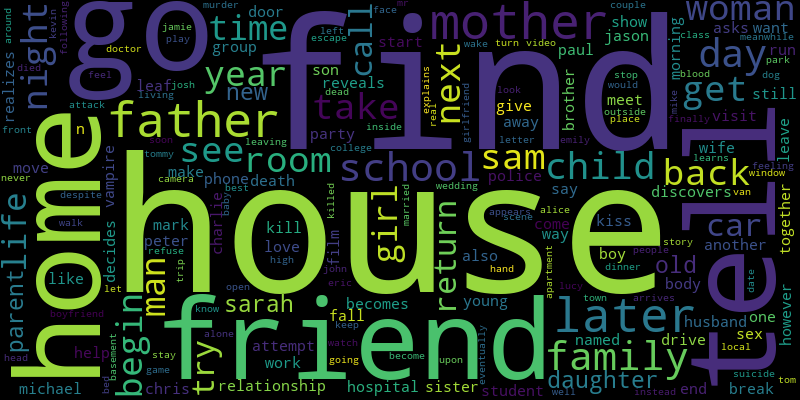 murder
couple
jamie
play
go
time
door
group
call
face
mr
mother
show
jason
woman
asks
want
class
meanwhile
around
kevin
following
night
realizes
left
escape
start
turn
video
wake
paul
morning
day
run
park
died
doctor
feel
year
son
reveals
find
next
stop
would
blood
dog
get
still
attack
josh
living
leaf
new
dead
take
explains
real
look
give
girlfriend
brother
meet
outside
place
mike
finally
visit
front
n
father
party
inside
away
letter
emily
leave
home
soon
tommy
leaving
see
room
college
school
sam
police
child
wife
learns
feeling
back
window
van
move
vampire
make
camera
phone
death
say
discovers
never
despite
best
baby
killed
married
wedding
appears
scene
alice
kiss
car
together
parent
life
walk
decides
mark
peter
refuse
charlie
kill
love
film
girl
return
also
come
way
boy
another
tell
like
man
trip
high
house
hand
apartment
lucy
dinner
people
story
old
body
date
let
boyfriend
begin
open
john
eric
sarah
becomes
young
town
arrives
later
husband
one
however
know
fall
friend
named
drive
sex
local
head
help
basement
stay
try
alone
attempt
keep
watch
work
going
become
upon
eventually
family
game
bed
michael
chris
relationship
hospital
sister
student
well
daughter
instead
end
suicide
break
tom